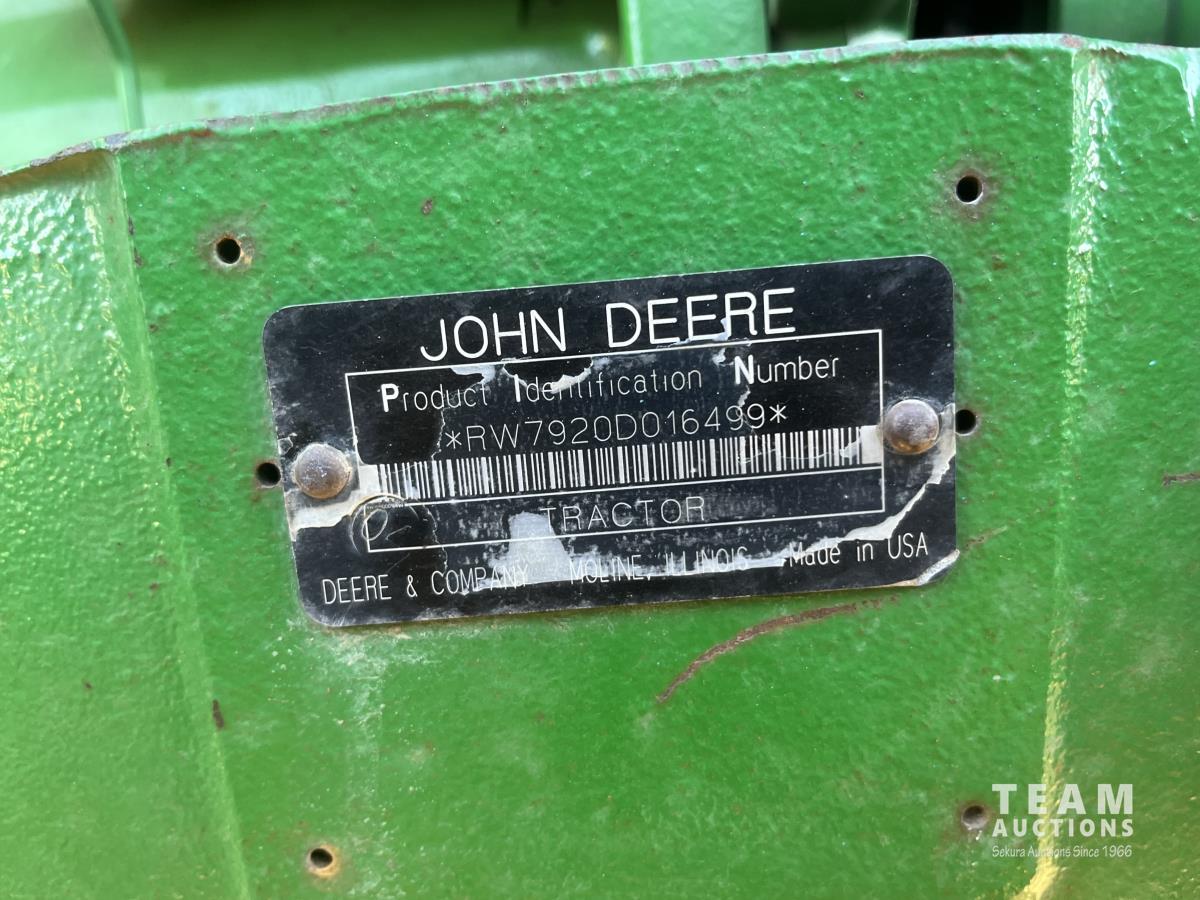 JOHN DEERE
Product Identification Number
*RW7920D016499*
TRACTOR
DEERE & COMPANY MOLINE, ILLINOIS Made in USA
TEAM
AUCTIONS
Sekura Auctions Since 1966